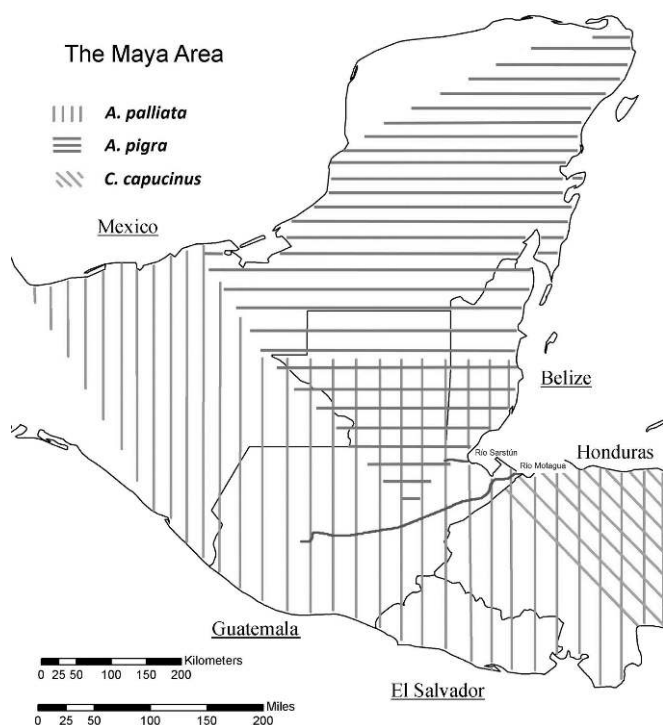 The Maya Area
A. palliata
A. pigra
C. capucinus
Mexico
Belize
Río Sarstún
Honduras
Río Motagua
Guatemala
Kilometers
0 25 50 100 150 200
Miles
0 25 50 100 150 200
El Salvador